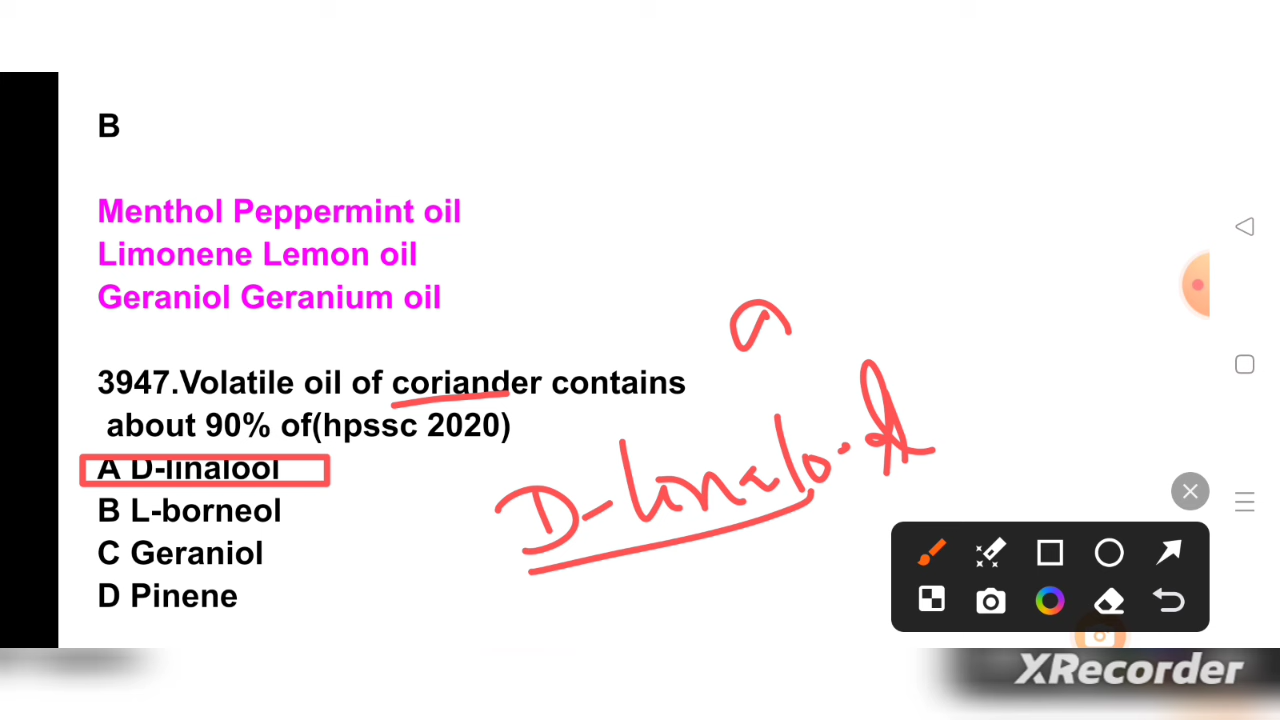 B
Menthol Peppermint oil
Limonene Lemon oil
Geraniol Geranium oil
a
3947.Volatile oil of coriander contains
about 90% of(hpssc 2020)
A D-linalool
D-linalo
B L-borneol
C Geraniol
D Pinene
XRecorder